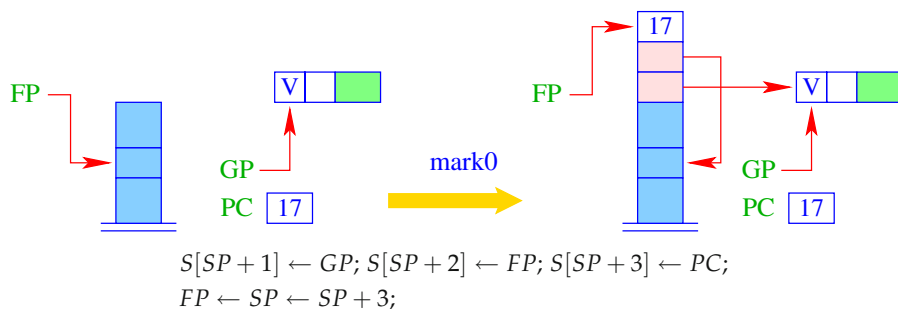 17
FP
V
FP
V
GP
mark0
GP
PC 17
PC 17
S[SP + 1] ← GP; S[SP + 2] ← FP; S[SP + 3] ← PC;
FP ← SP ← SP + 3;